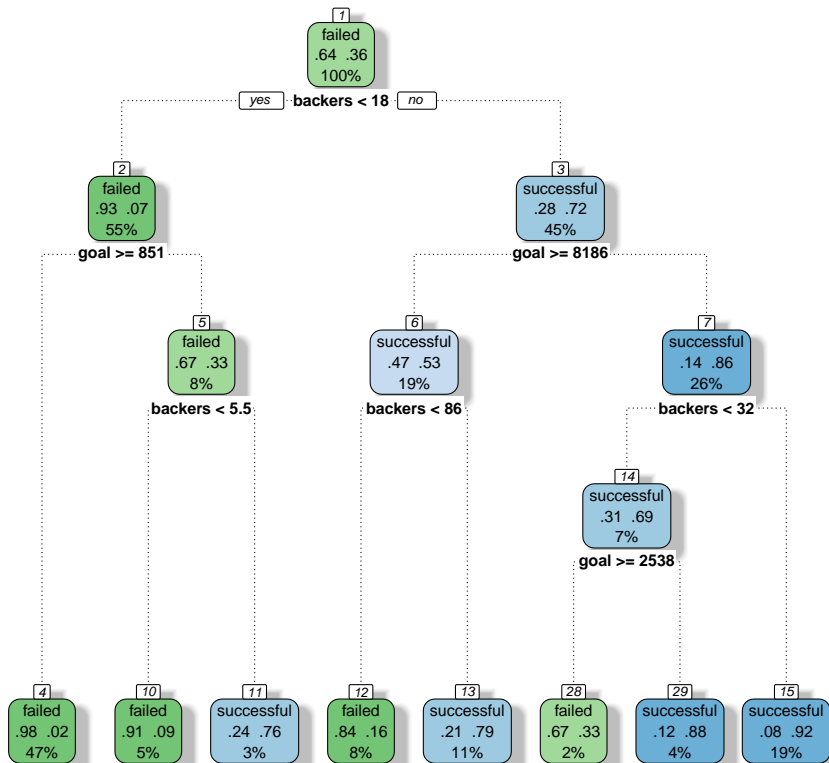 1
failed
.64 .36
100%
yes backers < 18 no
2
failed
.93 .07
55%
goal >= 851
3
successful
.28 .72
45%
goal >= 8186
5
failed
.67 .33
8%
backers < 5.5
6
successful
.47 .53
19%
backers < 86
7
successful
.14 .86
26%
backers < 32
14
successful
.31 .69
7%
goal >= 2538
4
failed
.98 .02
47%
10
failed
.91 .09
5%
11
successful
.24 .76
3%
12
failed
.84 .16
8%
13
successful
.21 .79
11%
28
failed
.67 .33
2%
29
successful
.12 .88
4%
15
successful
.08 .92
19%